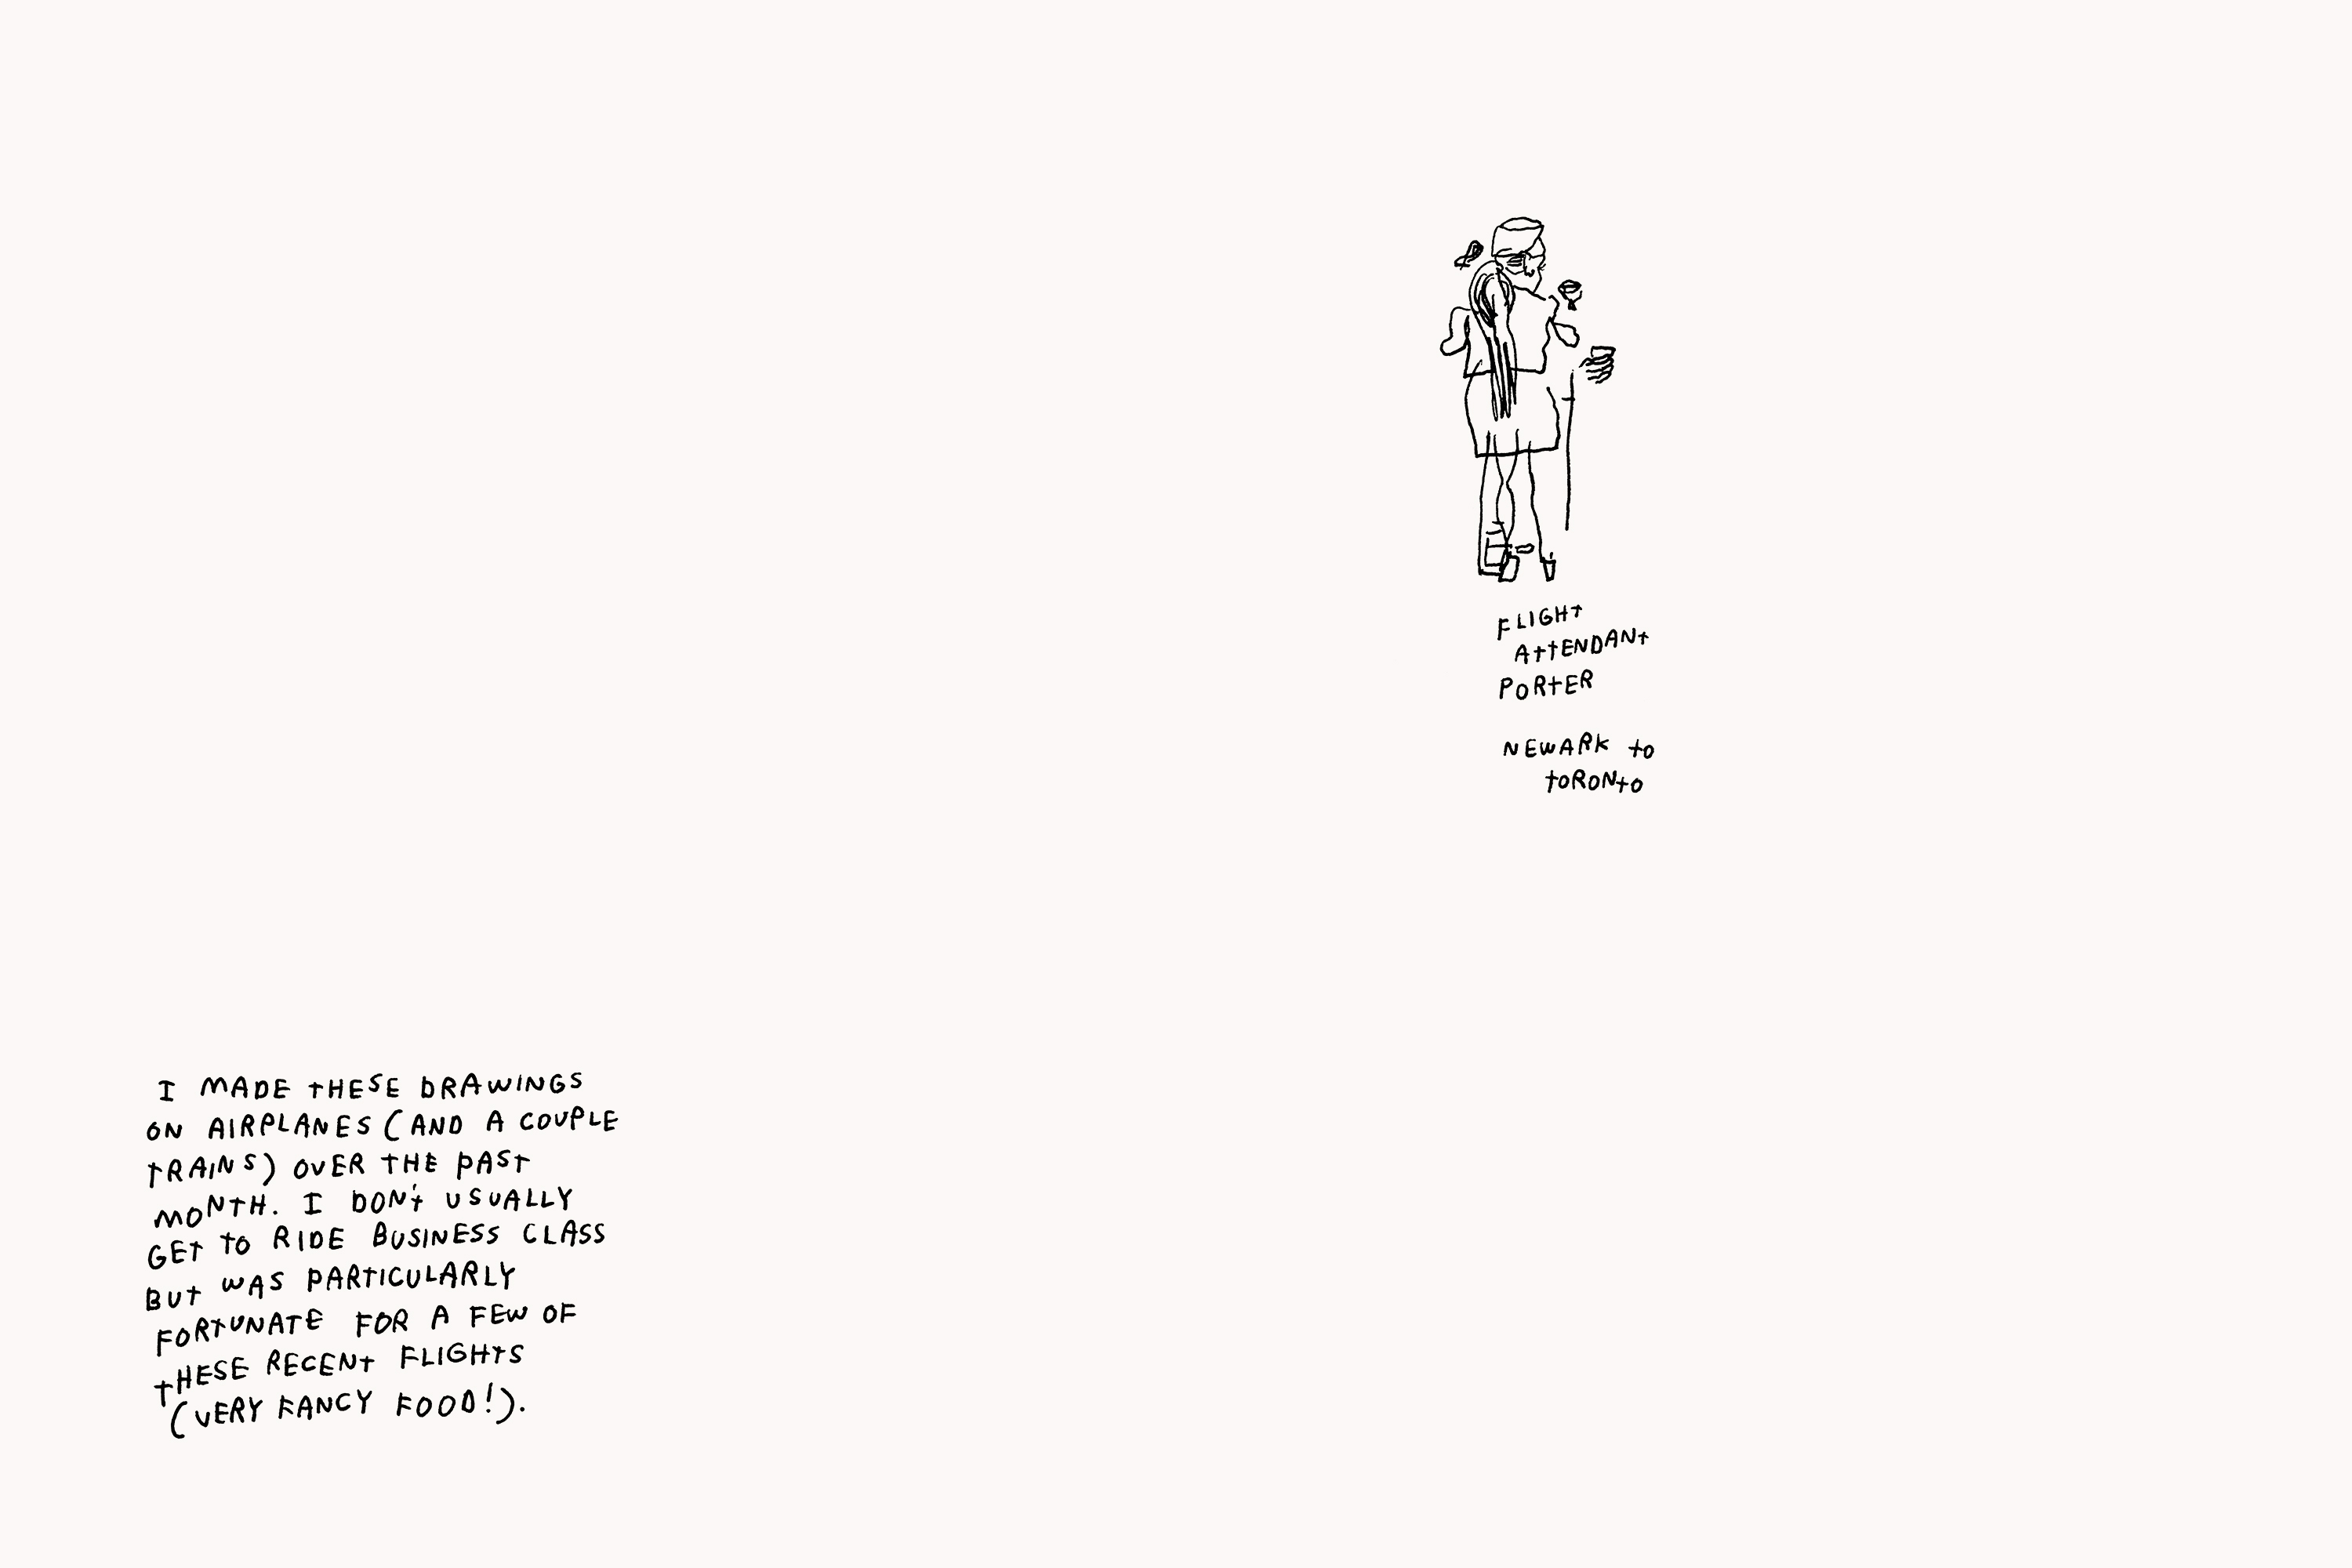 FLIGHT
ATTENDANT
PORTER
NEWARK TO
TORONTO
I MADE THESE DRAWINGS
ON AIRPLANES (AND A COUPLE
TRAINS) OVER THE PAST
MONTH. I DON'T USUALLY
GET TO RIDE BUSINESS CLASS
BUT WAS PARTICULARLY
FORTUNATE FOR A FEW OF
THESE RECENT FLIGHTS
(VERY FANCY FOOD!).